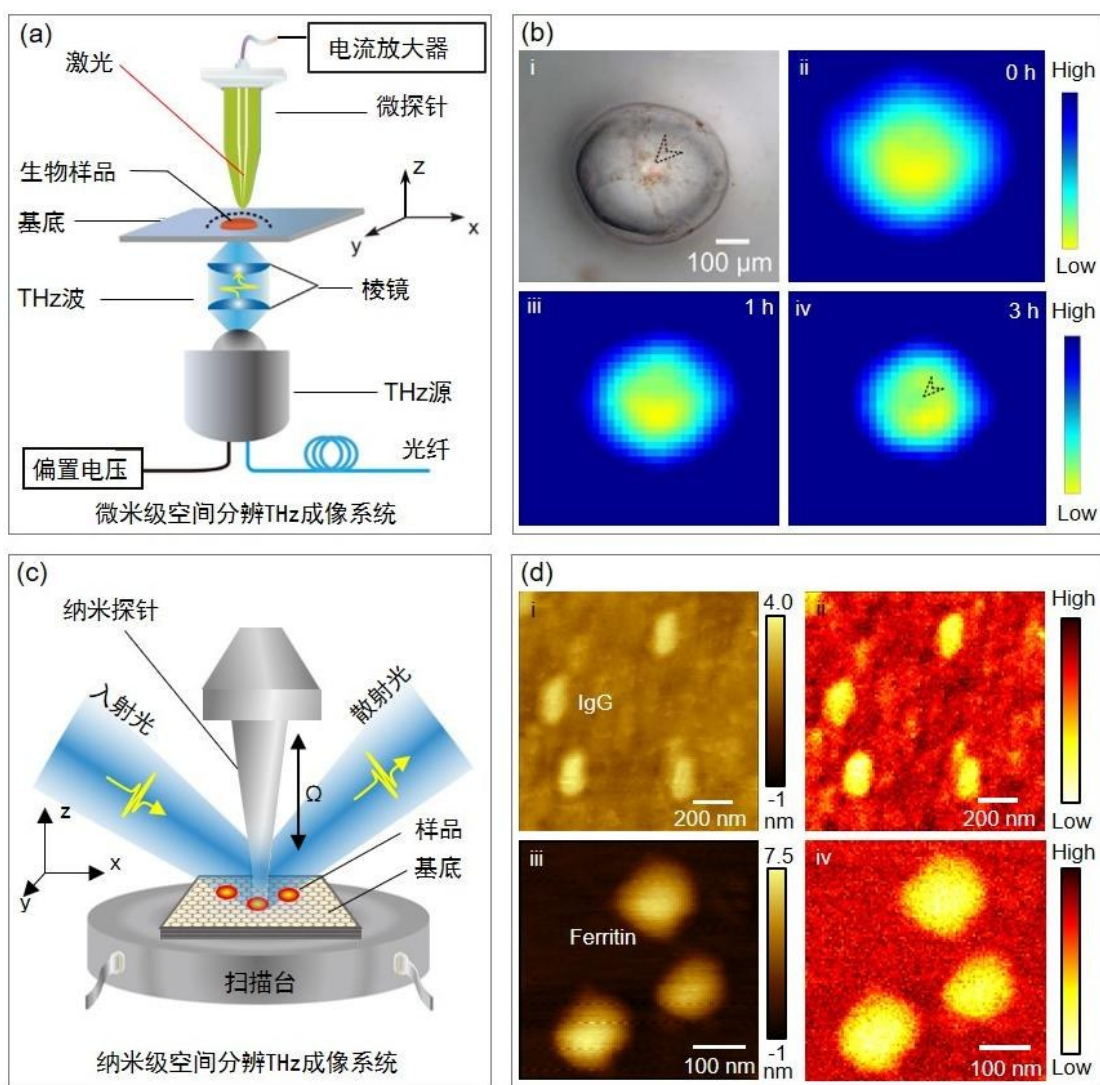 (a)
电流放大器
激光
微探针
生物样品
基底
z
x
y
THz波
棱镜
THz源
光纤
偏置电压
微米级空间分辨THz成像系统
(b)
i
100 μm
ii
0 h
High
Low
iii
1 h
iv
3 h
High
Low
(c)
纳米探针
入射光
散射光
Ω
z
x
y
样品
基底
扫描台
纳米级空间分辨THz成像系统
(d)
i
IgG
200 nm
4.0
-1
nm
ii
200 nm
High
Low
iii
Ferritin
100 nm
7.5
-1
nm
iv
100 nm
High
Low